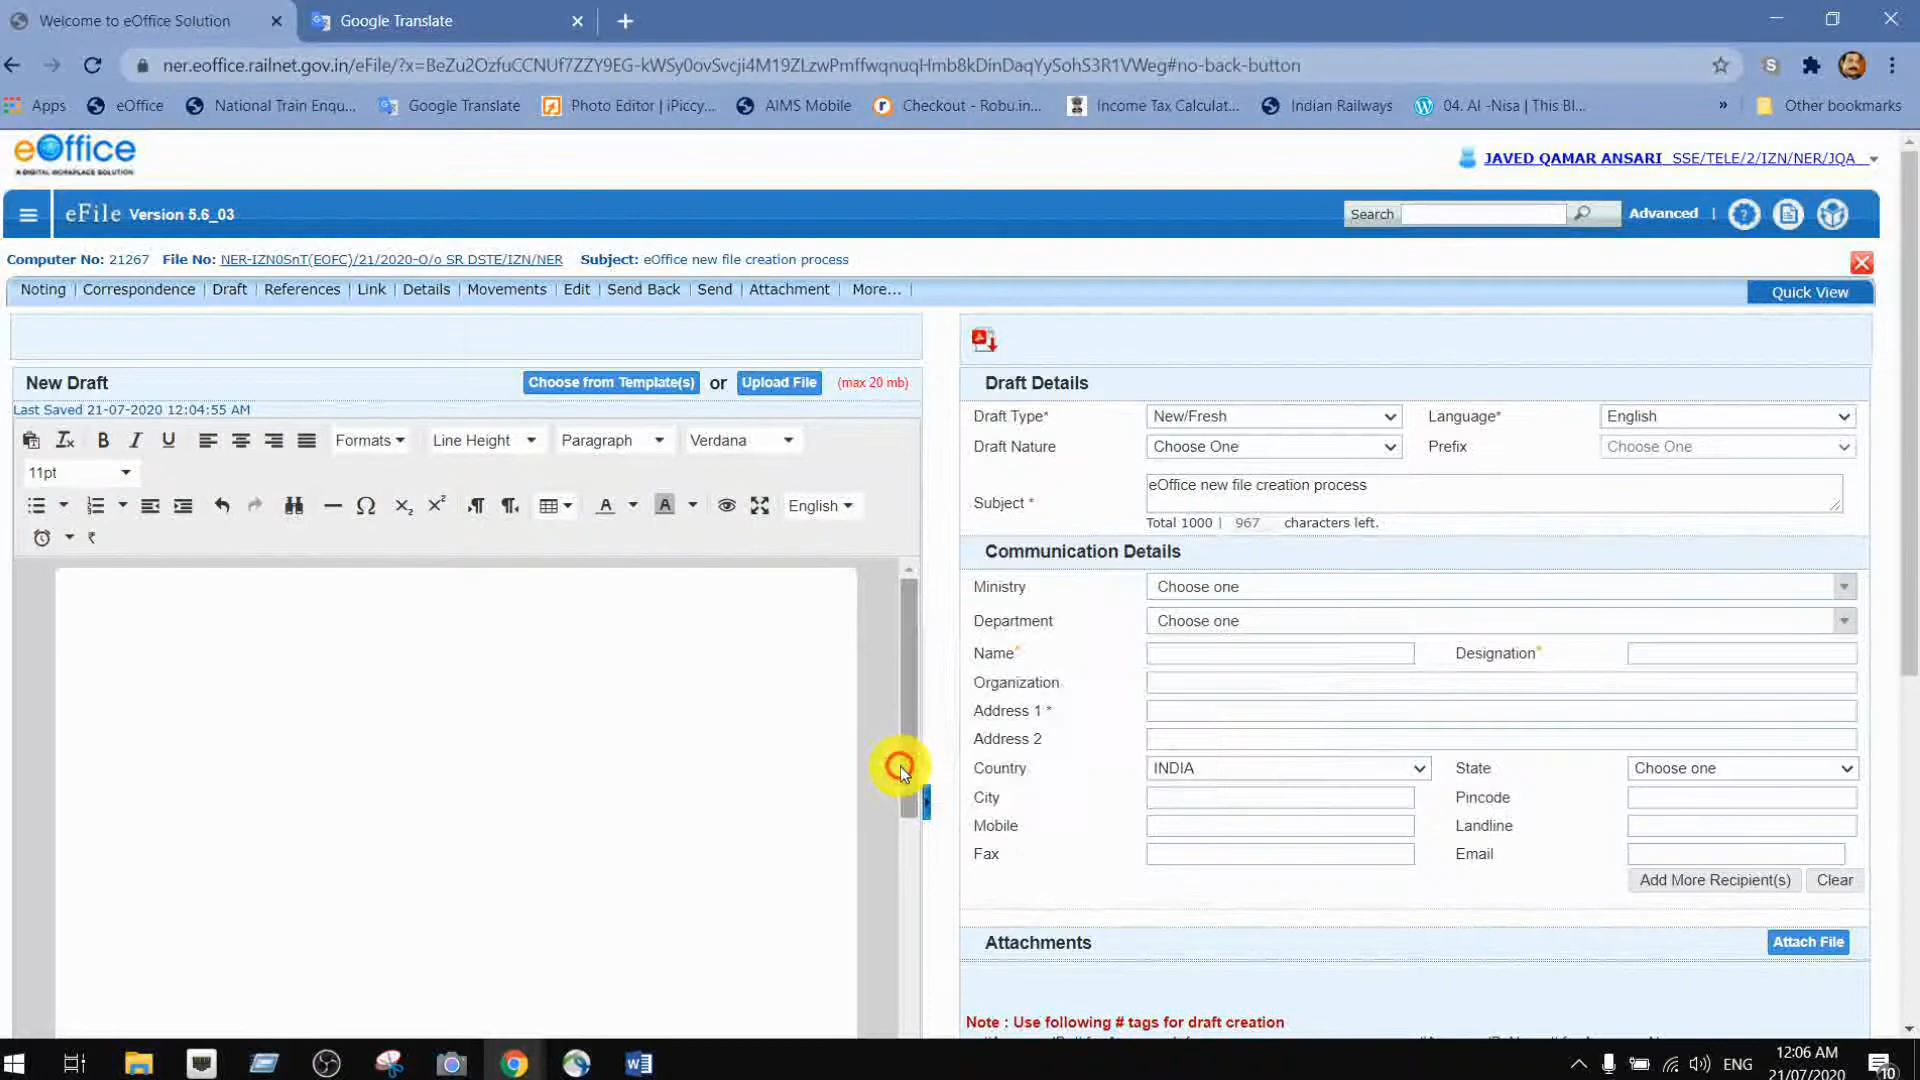 Welcome to eOffice Solution
Google Translate
ner.eoffice.railnet.gov.in/eFile/?x=BeZu2OzfuCCNUf7ZZY9EG-kWSy0ovSvcji4M19ZLzwPmffwqnuqHmb8kDinDaqYySohS3R1VWeg#no-back-button
Apps eOffice National Train Enqu... Google Translate Photo Editor | iPiccy... AIMS Mobile Checkout - Robu.in... Income Tax Calculat... Indian Railways 04. Al -Nisa | This Bl... » Other bookmarks
eOffice
A DIGITAL WORKPLACE SOLUTION
JAVED QAMAR ANSARI SSE/TELE/2/IZN/NER/JQA
eFile Version 5.6_03 Search Advanced |
Computer No: 21267 File No: NER-IZN0SnT(EOFC)/21/2020-O/o SR DSTE/IZN/NER Subject: eOffice new file creation process
Noting | Correspondence | Draft | References | Link | Details | Movements | Edit | Send Back | Send | Attachment | More... |
Quick View
New Draft Choose from Template(s) or Upload File (max 20 mb)
Last Saved 21-07-2020 12:04:55 AM
B I U Formats Line Height Paragraph Verdana
11pt
English
₹
Draft Details
Draft Type* New/Fresh Language* English
Draft Nature Choose One Prefix Choose One
Subject * eOffice new file creation process
Total 1000 | 967 characters left.
Communication Details
Ministry Choose one
Department Choose one
Name* Designation*
Organization
Address 1 *
Address 2
Country INDIA State Choose one
City Pincode
Mobile Landline
Fax Email
Add More Recipient(s) Clear
Attachments Attach File
Note : Use following # tags for draft creation
ENG
12:06 AM
21/07/2020
10